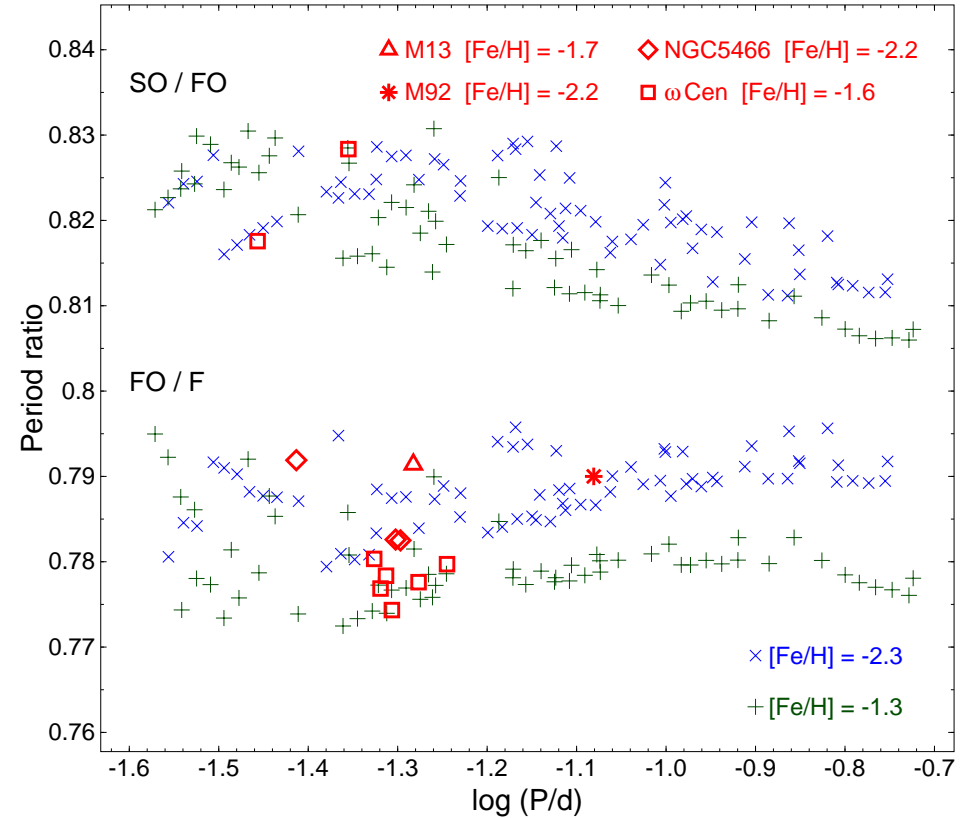 0.84
M13 [Fe/H] = -1.7
NGC5466 [Fe/H] = -2.2
SO / FO
M92 [Fe/H] = -2.2
ωCen [Fe/H] = -1.6
0.83
0.82
0.81
Period ratio
0.8
FO / F
0.79
0.78
0.77
[Fe/H] = -2.3
[Fe/H] = -1.3
0.76
-1.6 -1.5 -1.4 -1.3 -1.2 -1.1 -1.0 -0.9 -0.8 -0.7
log (P/d)